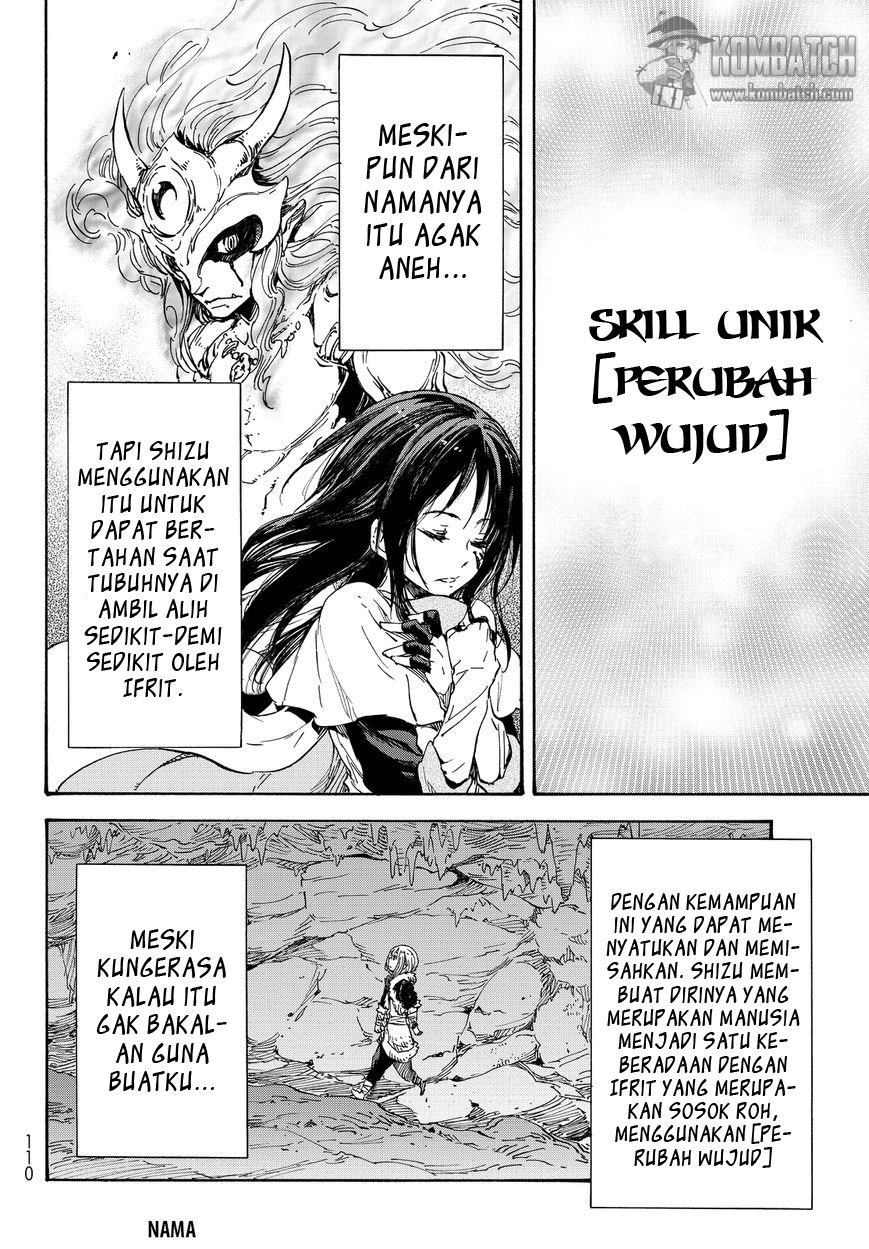 KOMBATCH
www.kombatch.com
SKILL UNIK
[PERUBAH
WUJUD]
MESKI-
PUN DARI
NAMANYA
ITU AGAK
ANEH...
TAPI SHIZU
MENGGUNAKAN
ITU UNTUK
DAPAT BER-
TAHAN SAAT
TUBUHNYA DI
AMBIL ALIH
SEDIKIT-DEMI
SEDIKIT OLEH
IFRIT.
DENGAN KEMAMPUAN
INI YANG DAPAT ME-
NYATUKAN DAN MEMI-
SAHKAN. SHIZU MEM-
BUAT DIRINYA YANG
MERUPAKAN MANUSIA
MENJADI SATU KE-
BERADAAN DENGAN
IFRIT YANG MERUPA-
KAN SOSOK ROH,
MENGGUNAKAN [PE-
RUBAH WUJUD]
MESKI
KUNGERASA
KALAU ITU
GAK BAKAL-
AN GUNA
BUATKU...
110
NAMA